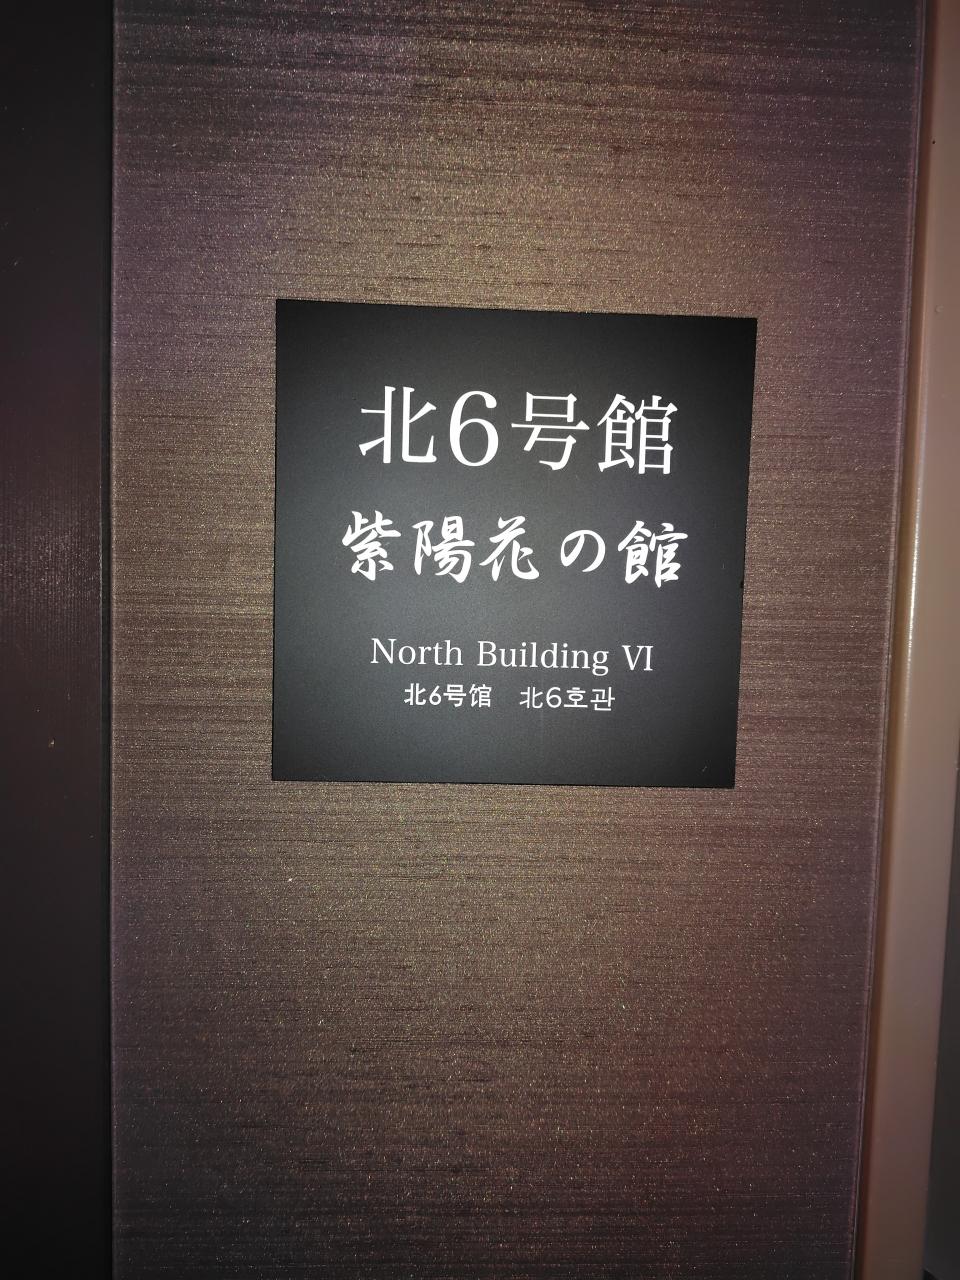 北6号館
紫陽花の館
North Building Ⅵ
北6号馆 北6호관